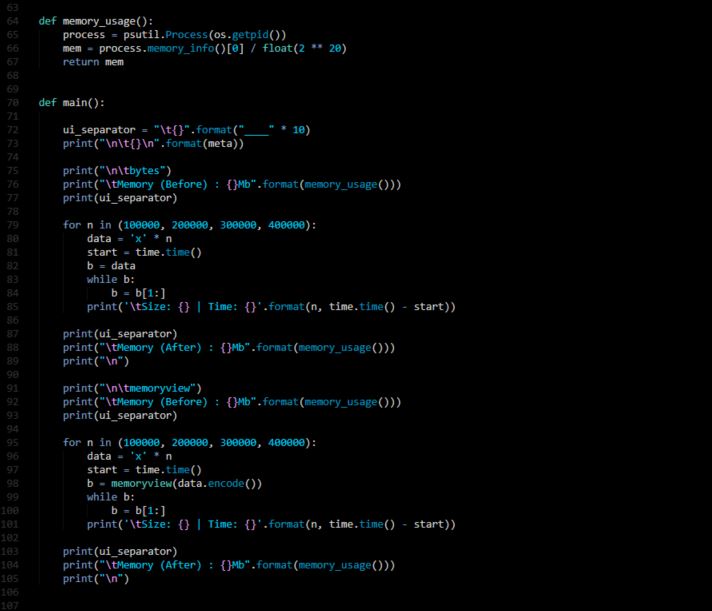 63
64 def memory_usage():
65     process = psutil.Process(os.getpid())
66     mem = process.memory_info()[0] / float(2 ** 20)
67     return mem
68
69
70 def main():
71
72     ui_separator = "\t{}".format("____" * 10)
73     print("\n\t{}\n".format(meta))
74
75     print("\n\tbytes")
76     print("\tMemory (Before) : {}Mb".format(memory_usage()))
77     print(ui_separator)
78
79     for n in (100000, 200000, 300000, 400000):
80         data = 'x' * n
81         start = time.time()
82         b = data
83         while b:
84             b = b[1:]
85         print('\tSize: {} | Time: {}'.format(n, time.time() - start))
86
87     print(ui_separator)
88     print("\tMemory (After) : {}Mb".format(memory_usage()))
89     print("\n")
90
91     print("\n\tmemoryview")
92     print("\tMemory (Before) : {}Mb".format(memory_usage()))
93     print(ui_separator)
94
95     for n in (100000, 200000, 300000, 400000):
96         data = 'x' * n
97         start = time.time()
98         b = memoryview(data.encode())
99         while b:
100             b = b[1:]
101         print('\tSize: {} | Time: {}'.format(n, time.time() - start))
102
103     print(ui_separator)
104     print("\tMemory (After) : {}Mb".format(memory_usage()))
105     print("\n")
106
107